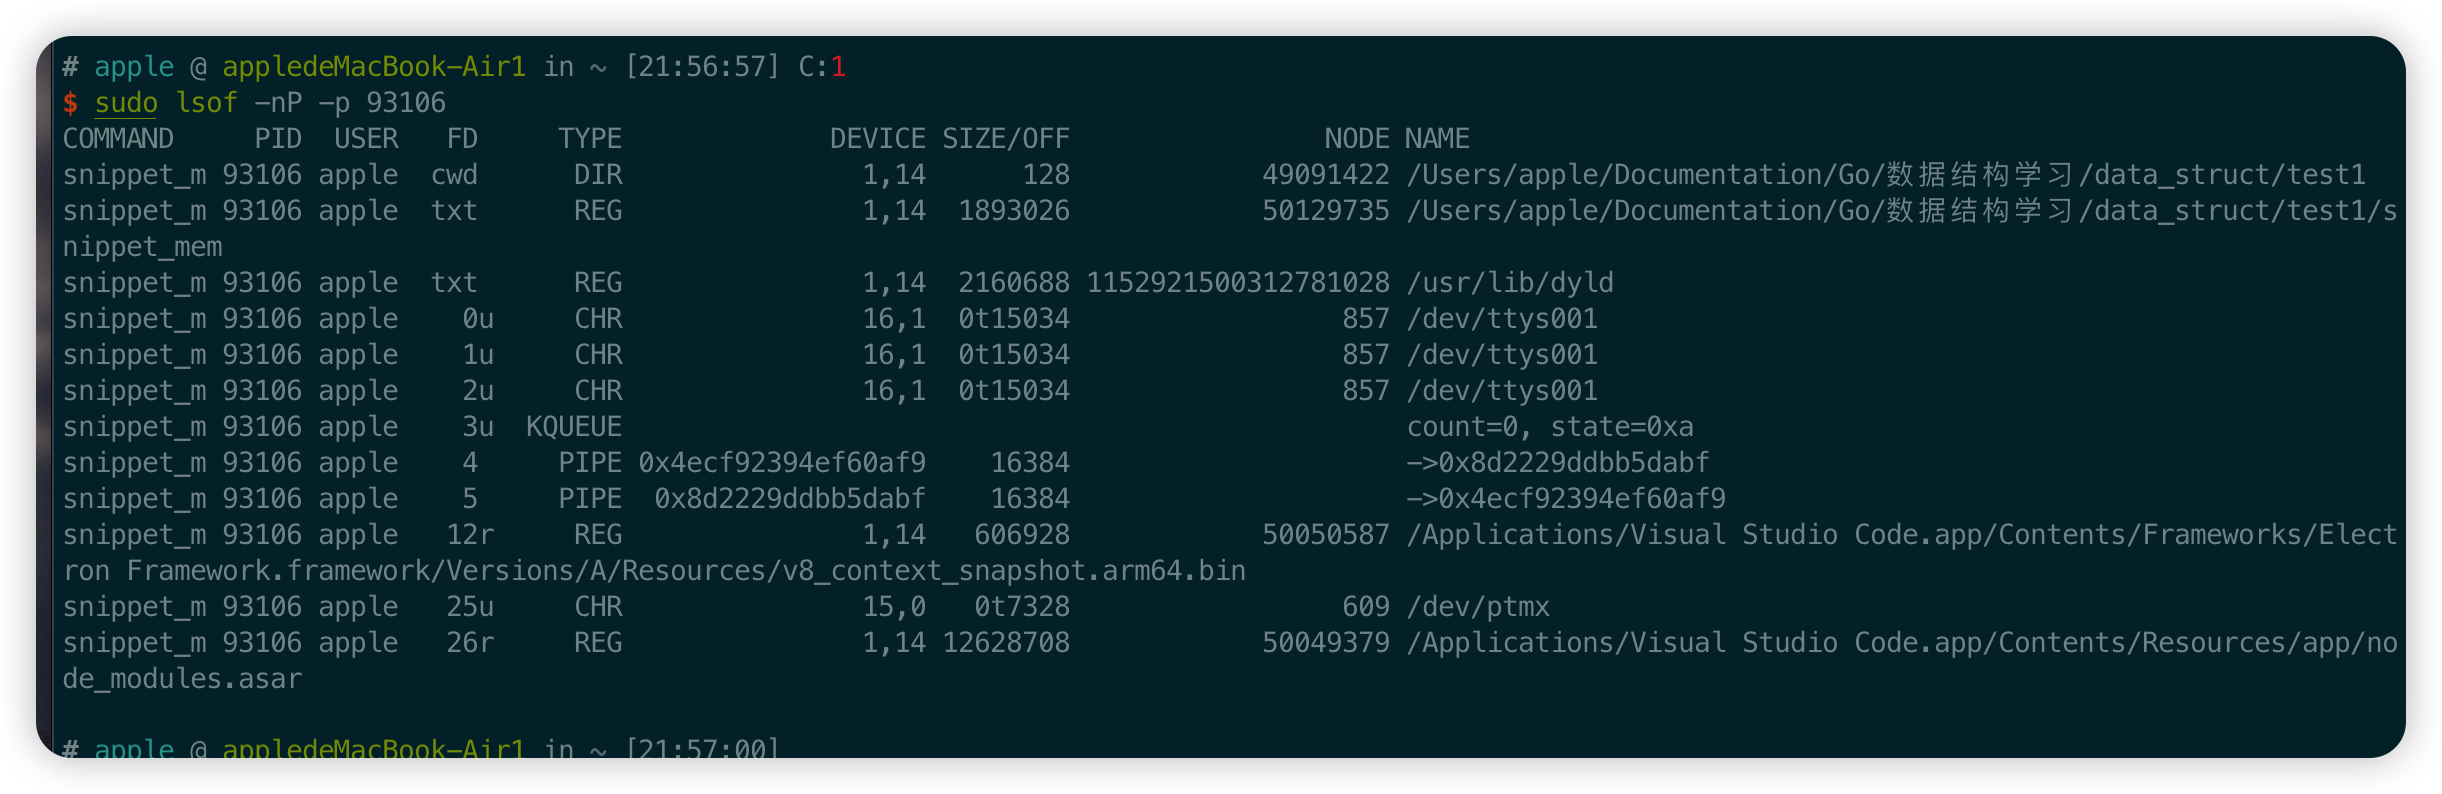 # apple @ appledeMacBook-Air1 in ~ [21:56:57] C:1
$ sudo lsof -nP -p 93106
COMMAND     PID  USER   FD     TYPE             DEVICE SIZE/OFF                NODE NAME
snippet_m 93106 apple  cwd      DIR               1,14      128            49091422 /Users/apple/Documentation/Go/数据结构学习/data_struct/test1
snippet_m 93106 apple  txt      REG               1,14  1893026            50129735 /Users/apple/Documentation/Go/数据结构学习/data_struct/test1/s
nippet_mem
snippet_m 93106 apple  txt      REG               1,14  2160688 1152921500312781028 /usr/lib/dyld
snippet_m 93106 apple    0u     CHR               16,1  0t15034                 857 /dev/ttys001
snippet_m 93106 apple    1u     CHR               16,1  0t15034                 857 /dev/ttys001
snippet_m 93106 apple    2u     CHR               16,1  0t15034                 857 /dev/ttys001
snippet_m 93106 apple    3u  KQUEUE                                                 count=0, state=0xa
snippet_m 93106 apple    4     PIPE 0x4ecf92394ef60af9    16384                     ->0x8d2229ddbb5dabf
snippet_m 93106 apple    5     PIPE  0x8d2229ddbb5dabf    16384                     ->0x4ecf92394ef60af9
snippet_m 93106 apple   12r     REG               1,14   606928            50050587 /Applications/Visual Studio Code.app/Contents/Frameworks/Elect
ron Framework.framework/Versions/A/Resources/v8_context_snapshot.arm64.bin
snippet_m 93106 apple   25u     CHR               15,0   0t7328                 609 /dev/ptmx
snippet_m 93106 apple   26r     REG               1,14 12628708            50049379 /Applications/Visual Studio Code.app/Contents/Resources/app/no
de_modules.asar
# apple @ appledeMacBook-Air1 in ~ [21:57:00]